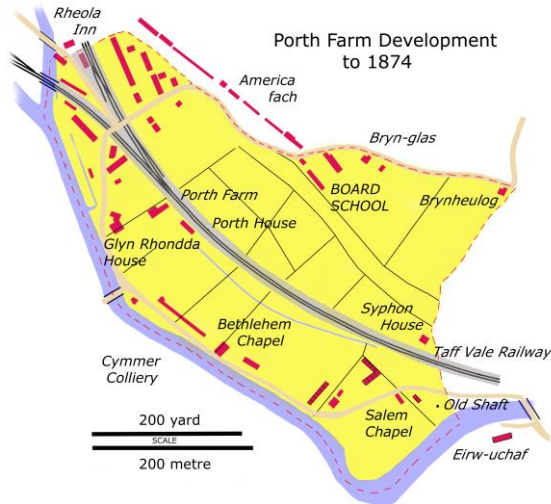 Rheola
Inn
Porth Farm Development
to 1874
America
fach
Bryn-glas
BOARD
SCHOOL
Brynheulog
Porth Farm
Porth House
Glyn Rhondda
House
Syphon
House
Bethlehem
Chapel
Taff Vale Railway
Cymmer
Colliery
Salem
Chapel
Old Shaft
Eirw-uchaf
200 yard
SCALE
200 metre